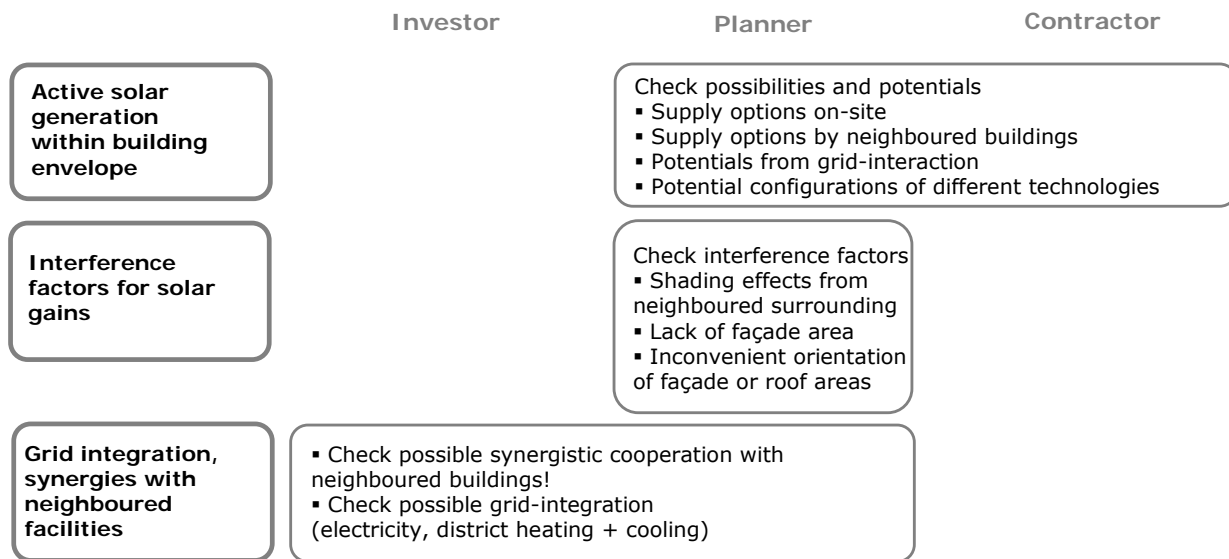 Investor
Planner
Contractor
Active solar
generation
within building
envelope
Check possibilities and potentials
▪ Supply options on-site
▪ Supply options by neighboured buildings
▪ Potentials from grid-interaction
▪ Potential configurations of different technologies
Interference
factors for solar
gains
Check interference factors
▪ Shading effects from
neighboured surrounding
▪ Lack of façade area
▪ Inconvenient orientation
of façade or roof areas
Grid integration,
synergies with
neighboured
facilities
▪ Check possible synergistic cooperation with
neighboured buildings!
▪ Check possible grid-integration
(electricity, district heating + cooling)